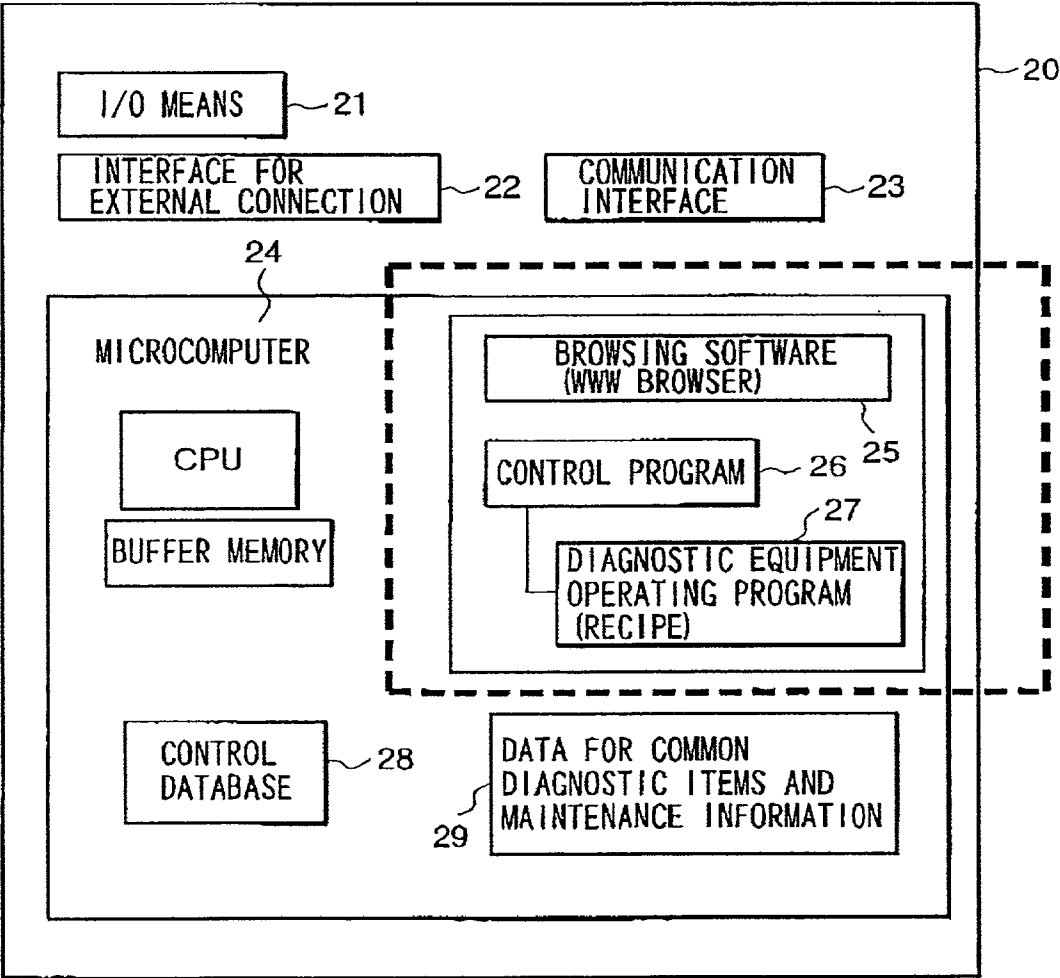 20
I/O MEANS
21
INTERFACE FOR
EXTERNAL CONNECTION
22
COMMUNICATION
INTERFACE
23
24
MICROCOMPUTER
BROWSING SOFTWARE
(WWW BROWSER)
25
CPU
CONTROL PROGRAM
26
BUFFER MEMORY
27
DIAGNOSTIC EQUIPMENT
OPERATING PROGRAM
(RECIPE)
CONTROL
DATABASE
28
DATA FOR COMMON
DIAGNOSTIC ITEMS AND
MAINTENANCE INFORMATION
29